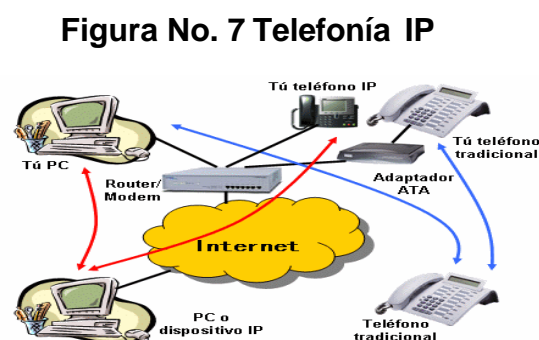 Figura No. 7 Telefonía IP
Tú teléfono IP
Tú teléfono
tradicional
Tú PC
Router/
Modem
Adaptador
ATA
Internet
PC o
dispositivo IP
Teléfono
tradicional